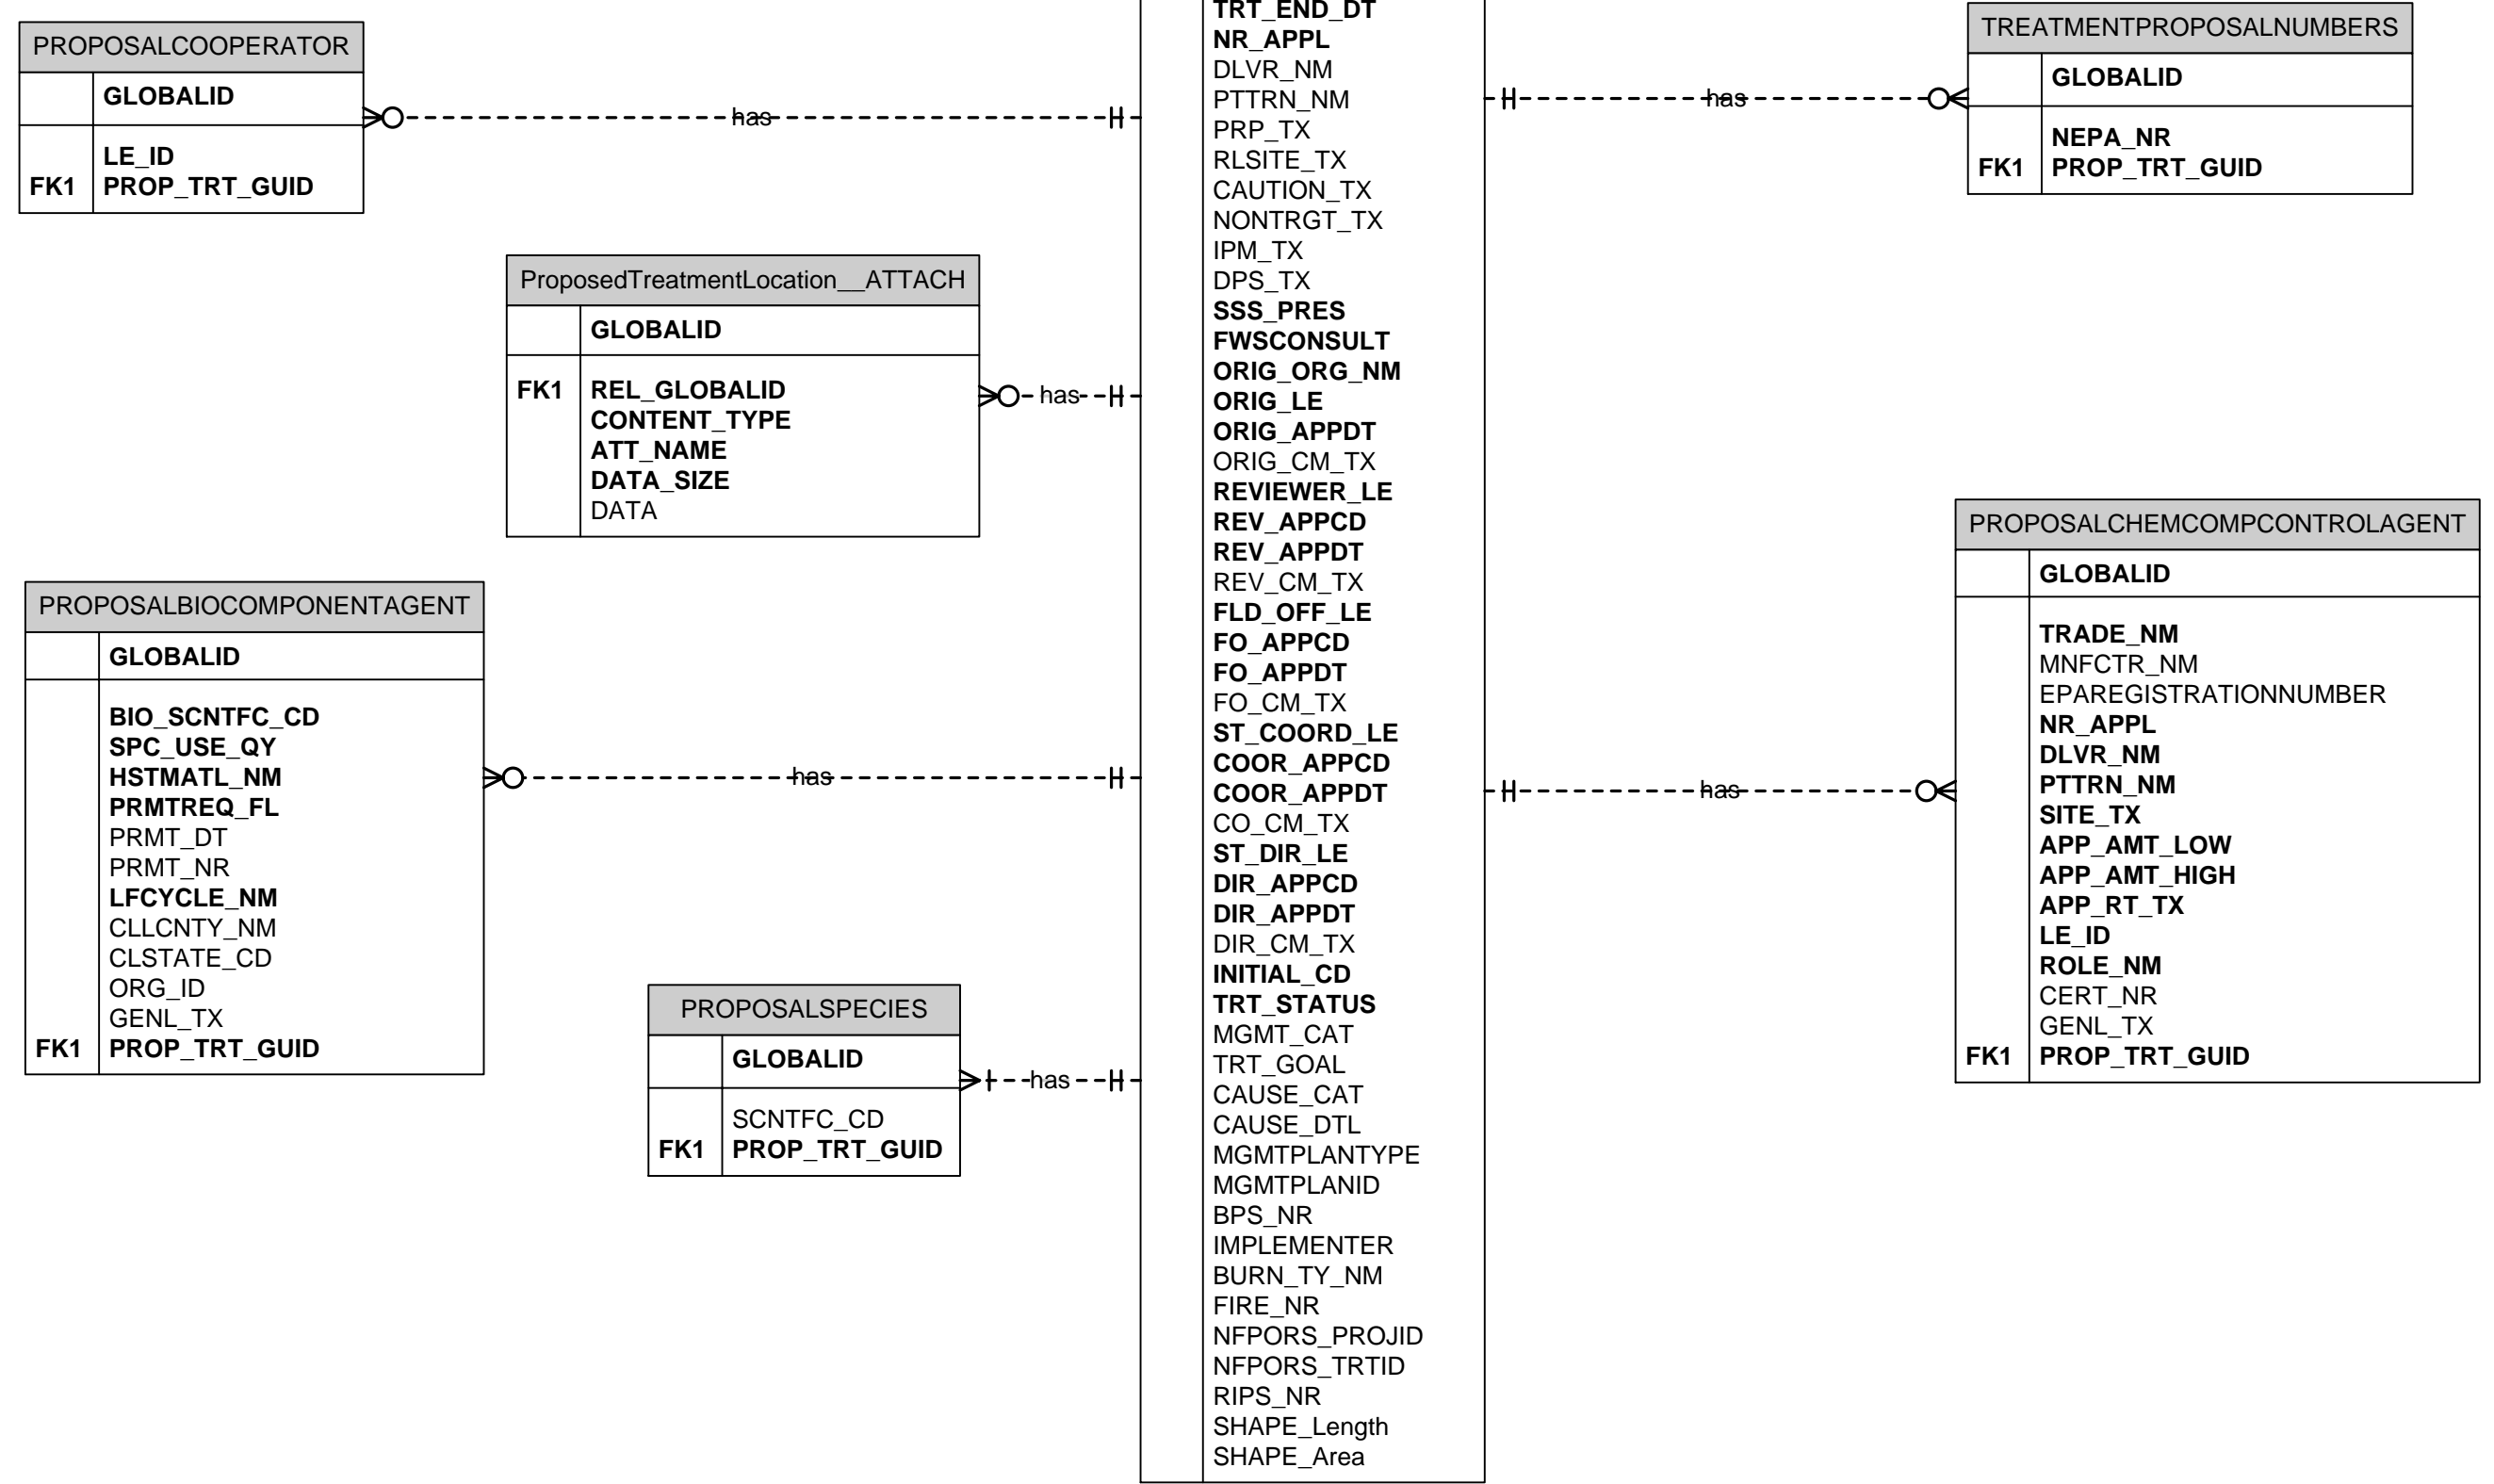 PROPOSALCOOPERATOR
GLOBALID
LE_ID
FK1 PROP_TRT_GUID
has
ProposedTreatmentLocation__ATTACH
GLOBALID
FK1 REL_GLOBALID
CONTENT_TYPE
ATT_NAME
DATA_SIZE
DATA
has
PROPOSALBIOCOMPONENTAGENT
GLOBALID
BIO_SCNTFC_CD
SPC_USE_QY
HSTMATL_NM
PRMTREQ_FL
PRMT_DT
PRMT_NR
LFCYCLE_NM
CLLCNTY_NM
CLSTATE_CD
ORG_ID
GENL_TX
FK1 PROP_TRT_GUID
has
PROPOSALSPECIES
GLOBALID
SCNTFC_CD
FK1 PROP_TRT_GUID
has
TRT_END_DT
NR_APPL
DLVR_NM
PTTRN_NM
PRP_TX
RLSITE_TX
CAUTION_TX
NONTRGT_TX
IPM_TX
DPS_TX
SSS_PRES
FWSCONSULT
ORIG_ORG_NM
ORIG_LE
ORIG_APPDT
ORIG_CM_TX
REVIEWER_LE
REV_APPCD
REV_APPDT
REV_CM_TX
FLD_OFF_LE
FO_APPCD
FO_APPDT
FO_CM_TX
ST_COORD_LE
COOR_APPCD
COOR_APPDT
CO_CM_TX
ST_DIR_LE
DIR_APPCD
DIR_APPDT
DIR_CM_TX
INITIAL_CD
TRT_STATUS
MGMT_CAT
TRT_GOAL
CAUSE_CAT
CAUSE_DTL
MGMTPLANTYPE
MGMTPLANID
BPS_NR
IMPLEMENTER
BURN_TY_NM
FIRE_NR
NFPORS_PROJID
NFPORS_TRTID
RIPS_NR
SHAPE_Length
SHAPE_Area
has
TREATMENTPROPOSALNUMBERS
GLOBALID
NEPA_NR
FK1 PROP_TRT_GUID
has
PROPOSALCHEMCOMPCONTROLAGENT
GLOBALID
TRADE_NM
MNFCTR_NM
EPAREGISTRATIONNUMBER
NR_APPL
DLVR_NM
PTTRN_NM
SITE_TX
APP_AMT_LOW
APP_AMT_HIGH
APP_RT_TX
LE_ID
ROLE_NM
CERT_NR
GENL_TX
FK1 PROP_TRT_GUID